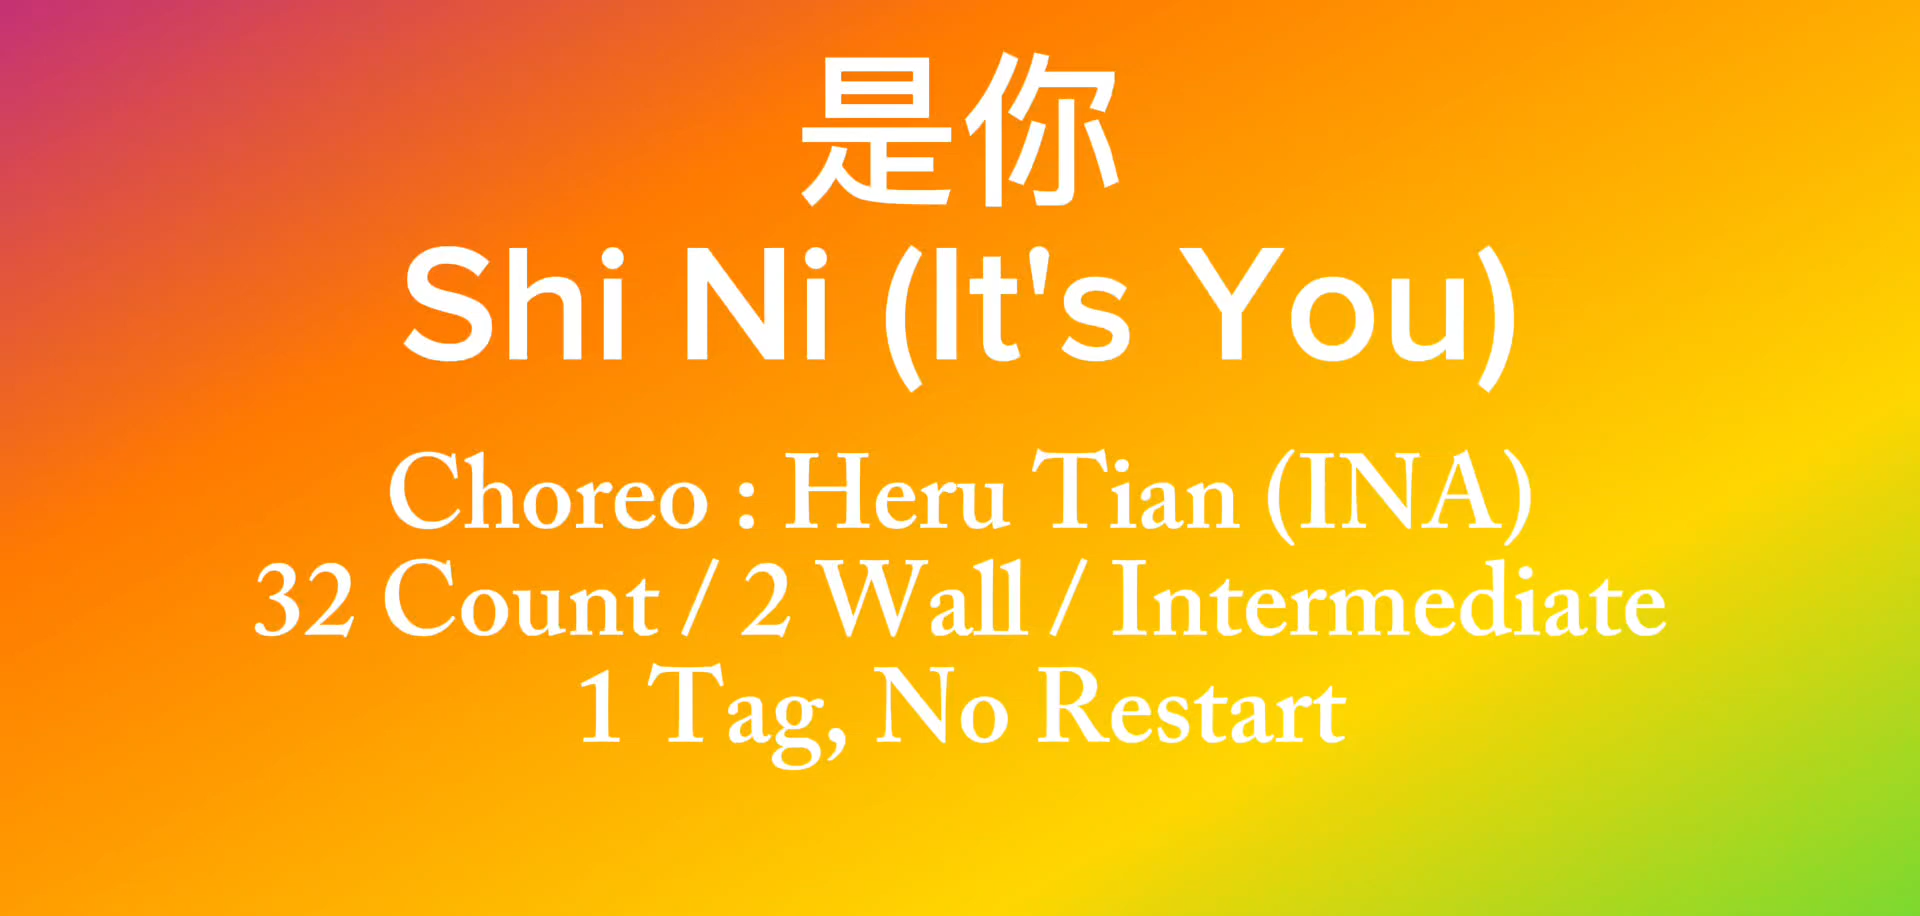 是你
Shi Ni (It's You)
Choreo : Heru Tian (INA)
32 Count / 2 Wall / Intermediate
1 Tag, No Restart